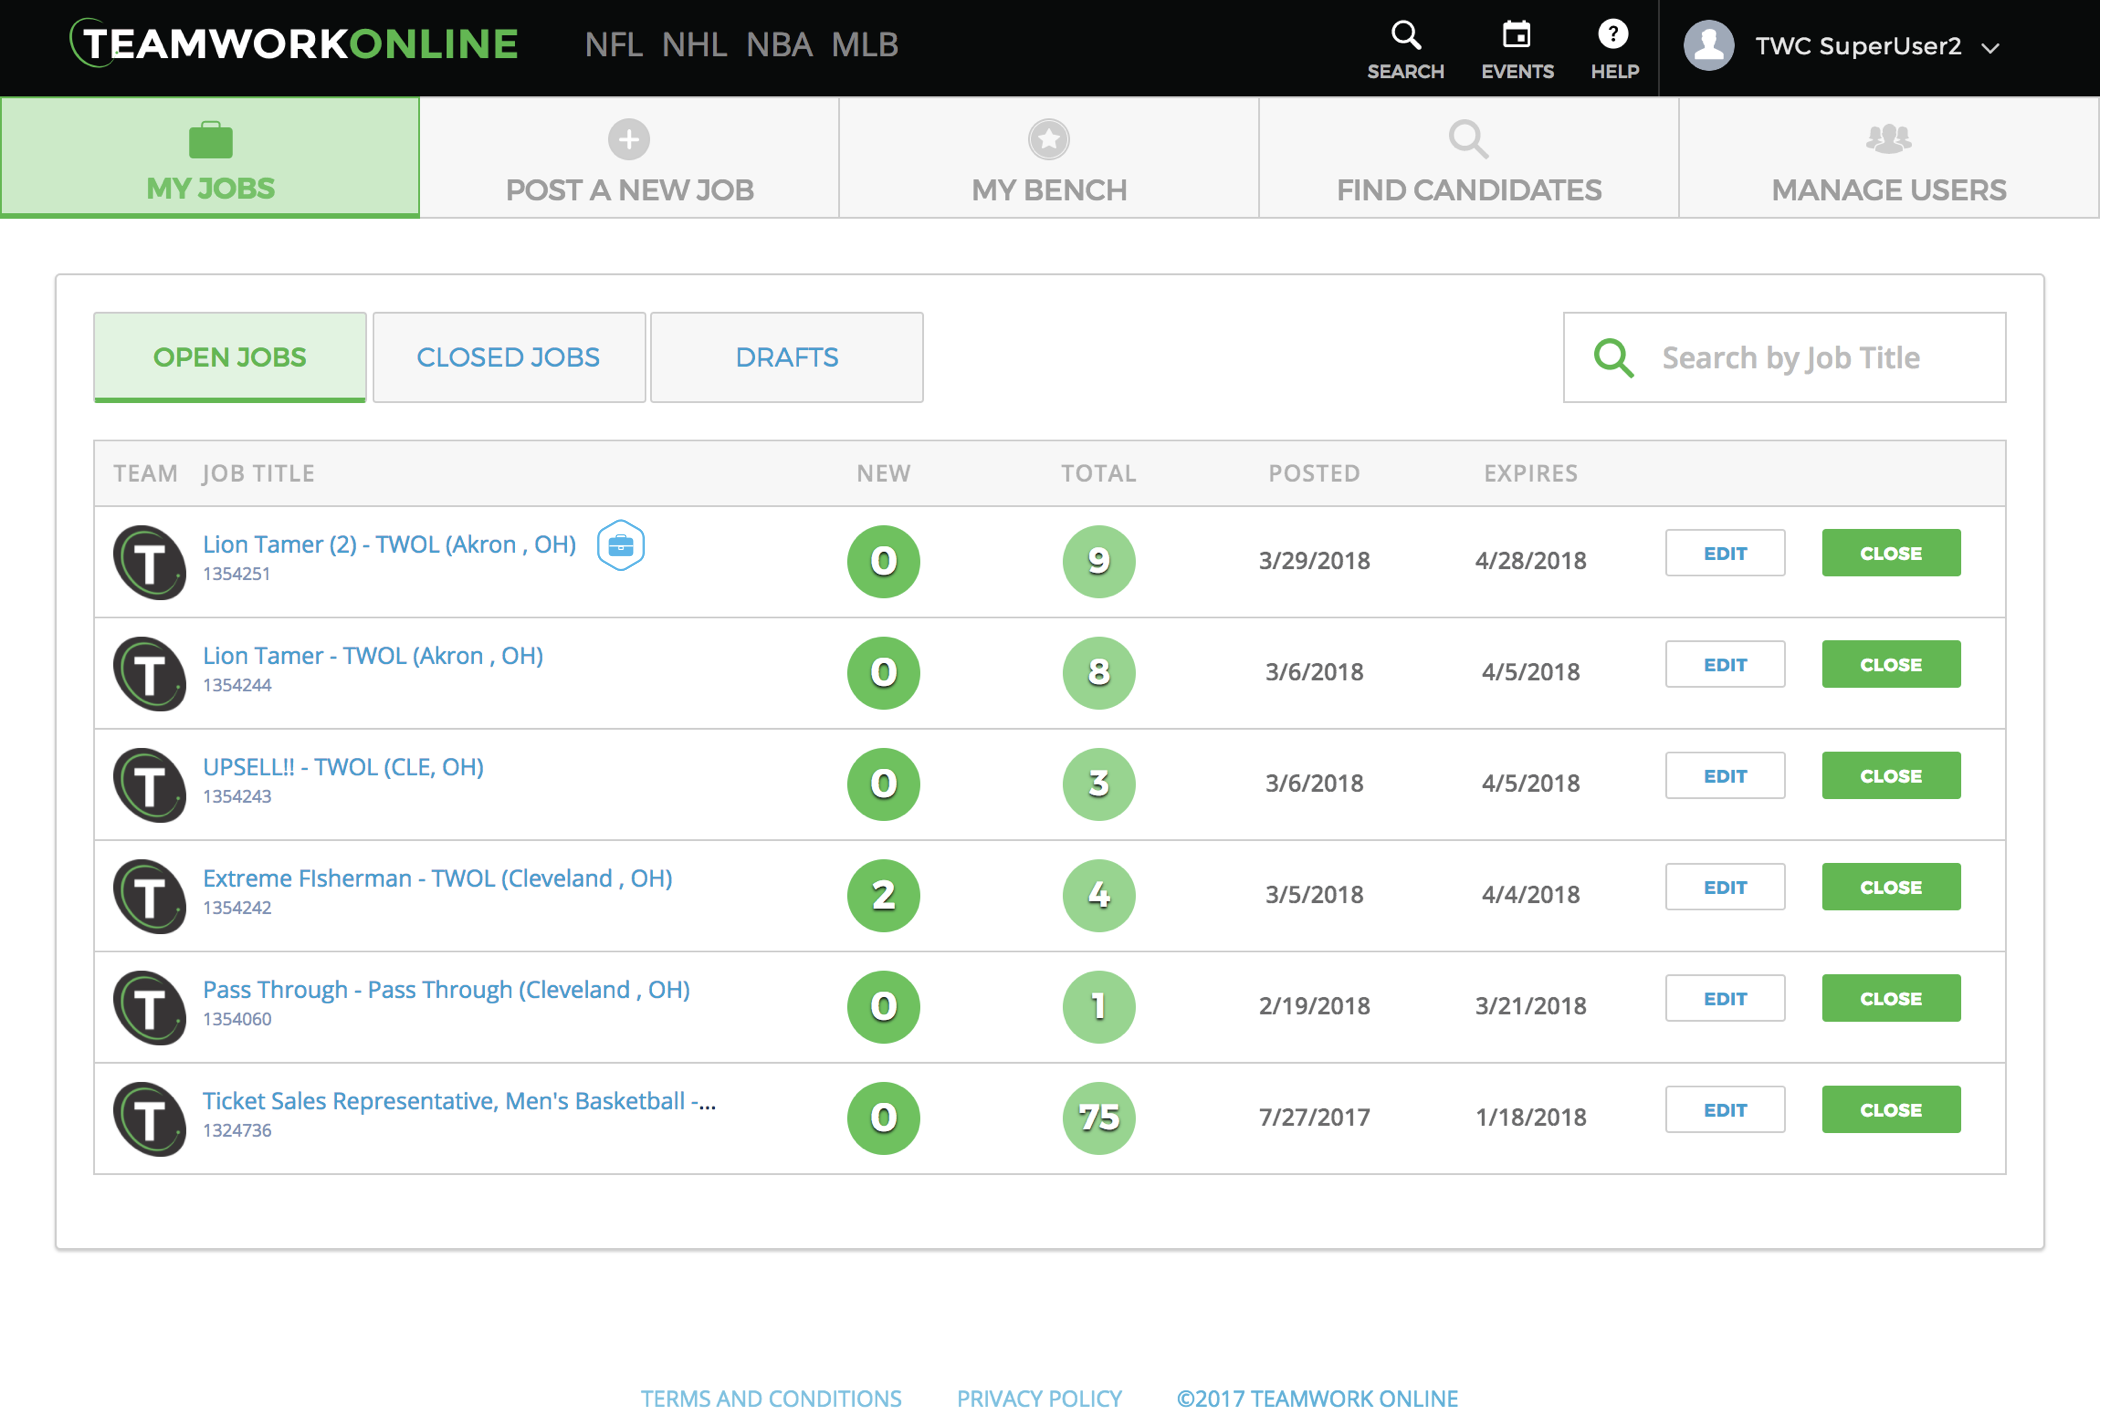 TEAMWORKONLINE NFL NHL NBA MLB SEARCH EVENTS ? HELP TWC SuperUser2
MY JOBS POST A NEW JOB MY BENCH FIND CANDIDATES MANAGE USERS
OPEN JOBS CLOSED JOBS DRAFTS Search by Job Title
TEAM JOB TITLE NEW TOTAL POSTED EXPIRES
T Lion Tamer (2) - TWOL (Akron , OH) 0 9 3/29/2018 4/28/2018 EDIT CLOSE
1354251
T Lion Tamer - TWOL (Akron , OH) 0 8 3/6/2018 4/5/2018 EDIT CLOSE
1354244
T UPSELL!! - TWOL (CLE, OH) 0 3 3/6/2018 4/5/2018 EDIT CLOSE
1354243
T Extreme FIsherman - TWOL (Cleveland , OH) 2 4 3/5/2018 4/4/2018 EDIT CLOSE
1354242
T Pass Through - Pass Through (Cleveland , OH) 0 1 2/19/2018 3/21/2018 EDIT CLOSE
1354060
T Ticket Sales Representative, Men's Basketball -... 0 75 7/27/2017 1/18/2018 EDIT CLOSE
1324736
TERMS AND CONDITIONS PRIVACY POLICY ©2017 TEAMWORK ONLINE